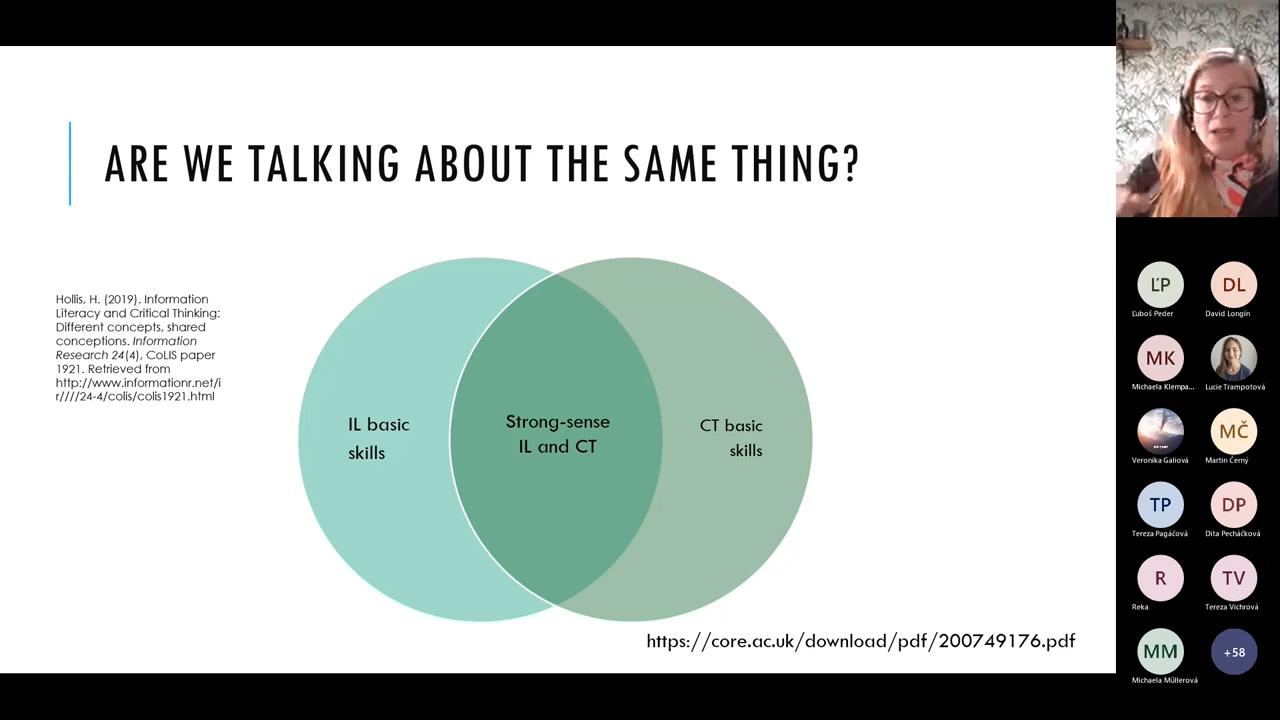 ARE WE TALKING ABOUT THE SAME THING?
Hollis, H. (2019). Information
Literacy and Critical Thinking:
Different concepts, shared
conceptions. Information
Research 24(4), CoLIS paper
1921. Retrieved from
http://www.informationr.net/i
r////24-4/colis/colis1921.html
IL basic
skills
Strong-sense
IL and CT
CT basic
skills
https://core.ac.uk/download/pdf/200749176.pdf
ĽP
DL
Ľuboš Peder
David Longin
MK
Michaela Klempa...
Lucie Trampotová
MČ
Veronika Galiová
Martin Černý
TP
DP
Tereza Pagáčová
Dita Pecháčková
R
TV
Reka
Tereza Vichrová
MM
+58
Michaela Müllerová